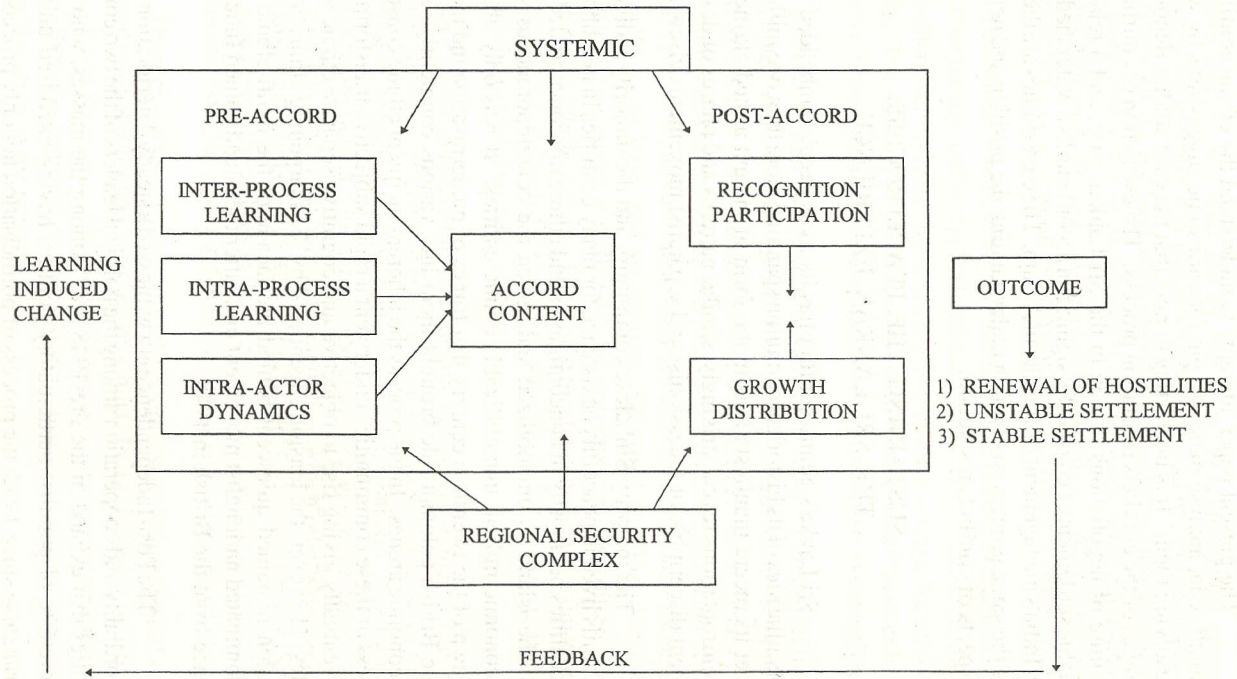 SYSTEMIC
PRE-ACCORD
POST-ACCORD
INTER-PROCESS
LEARNING
RECOGNITION
PARTICIPATION
LEARNING
INDUCED
CHANGE
INTRA-PROCESS
LEARNING
ACCORD
CONTENT
OUTCOME
INTRA-ACTOR
DYNAMICS
GROWTH
DISTRIBUTION
1) RENEWAL OF HOSTILITIES
2) UNSTABLE SETTLEMENT
3) STABLE SETTLEMENT
REGIONAL SECURITY
COMPLEX
FEEDBACK